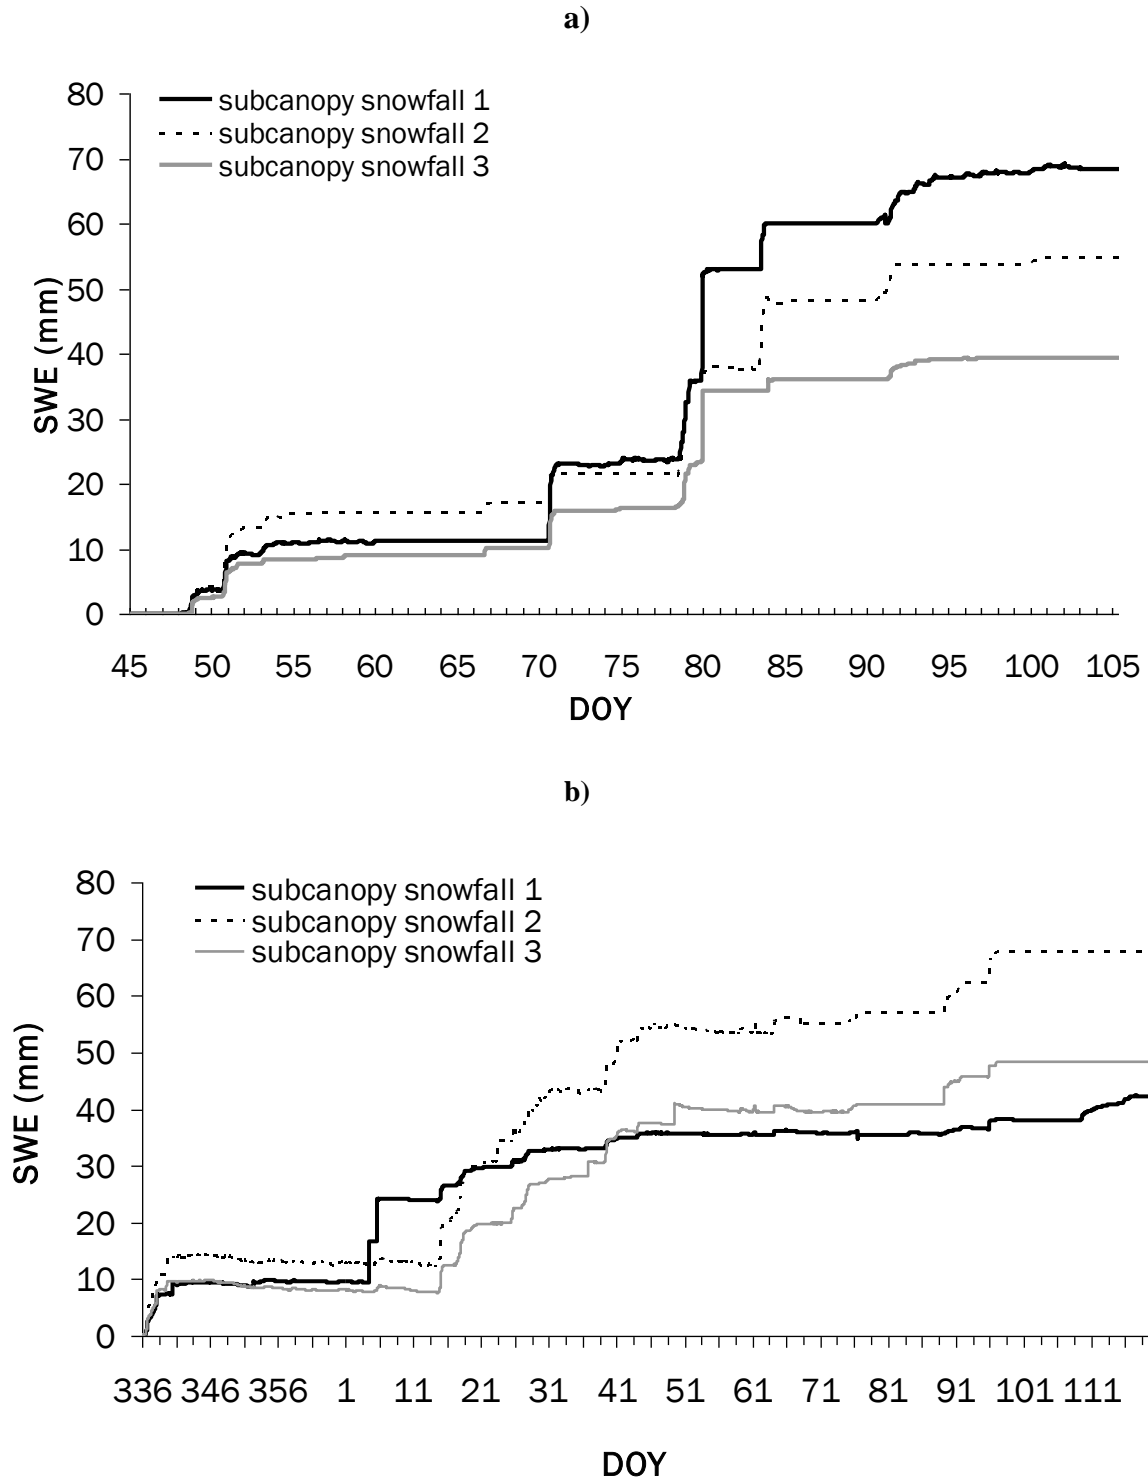 a)
80
subcanopy snowfall 1
subcanopy snowfall 2
70
subcanopy snowfall 3
60
50
40
30
20
10
0
SWE (mm)
45 50 55 60 65 70 75 80 85 90 95 100 105
DOY
b)
80
subcanopy snowfall 1
subcanopy snowfall 2
70
subcanopy snowfall 3
60
50
40
30
20
10
0
SWE (mm)
336 346 356 1 11 21 31 41 51 61 71 81 91 101 111
DOY